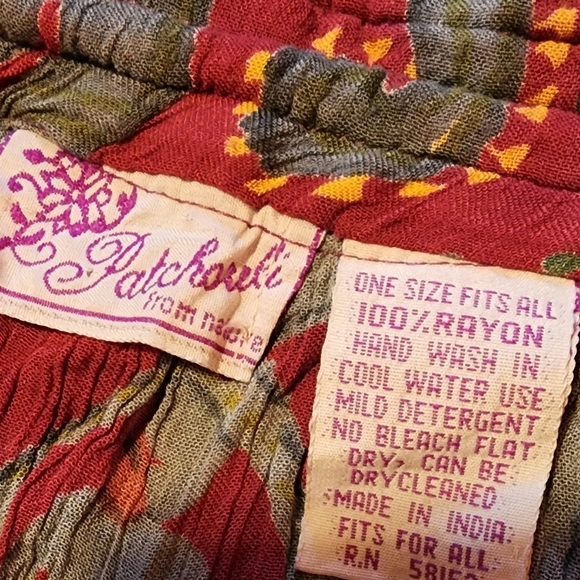 Patchouli
from
ONE SIZE FITS ALL
100% RAYON
HAND WASH IN
COOL WATER USE
MILD DETERGENT
NO BLEACH FLAT
DRY, CAN BE
DRYCLEANED
MADE IN INDIA
FITS FOR ALL
R.N